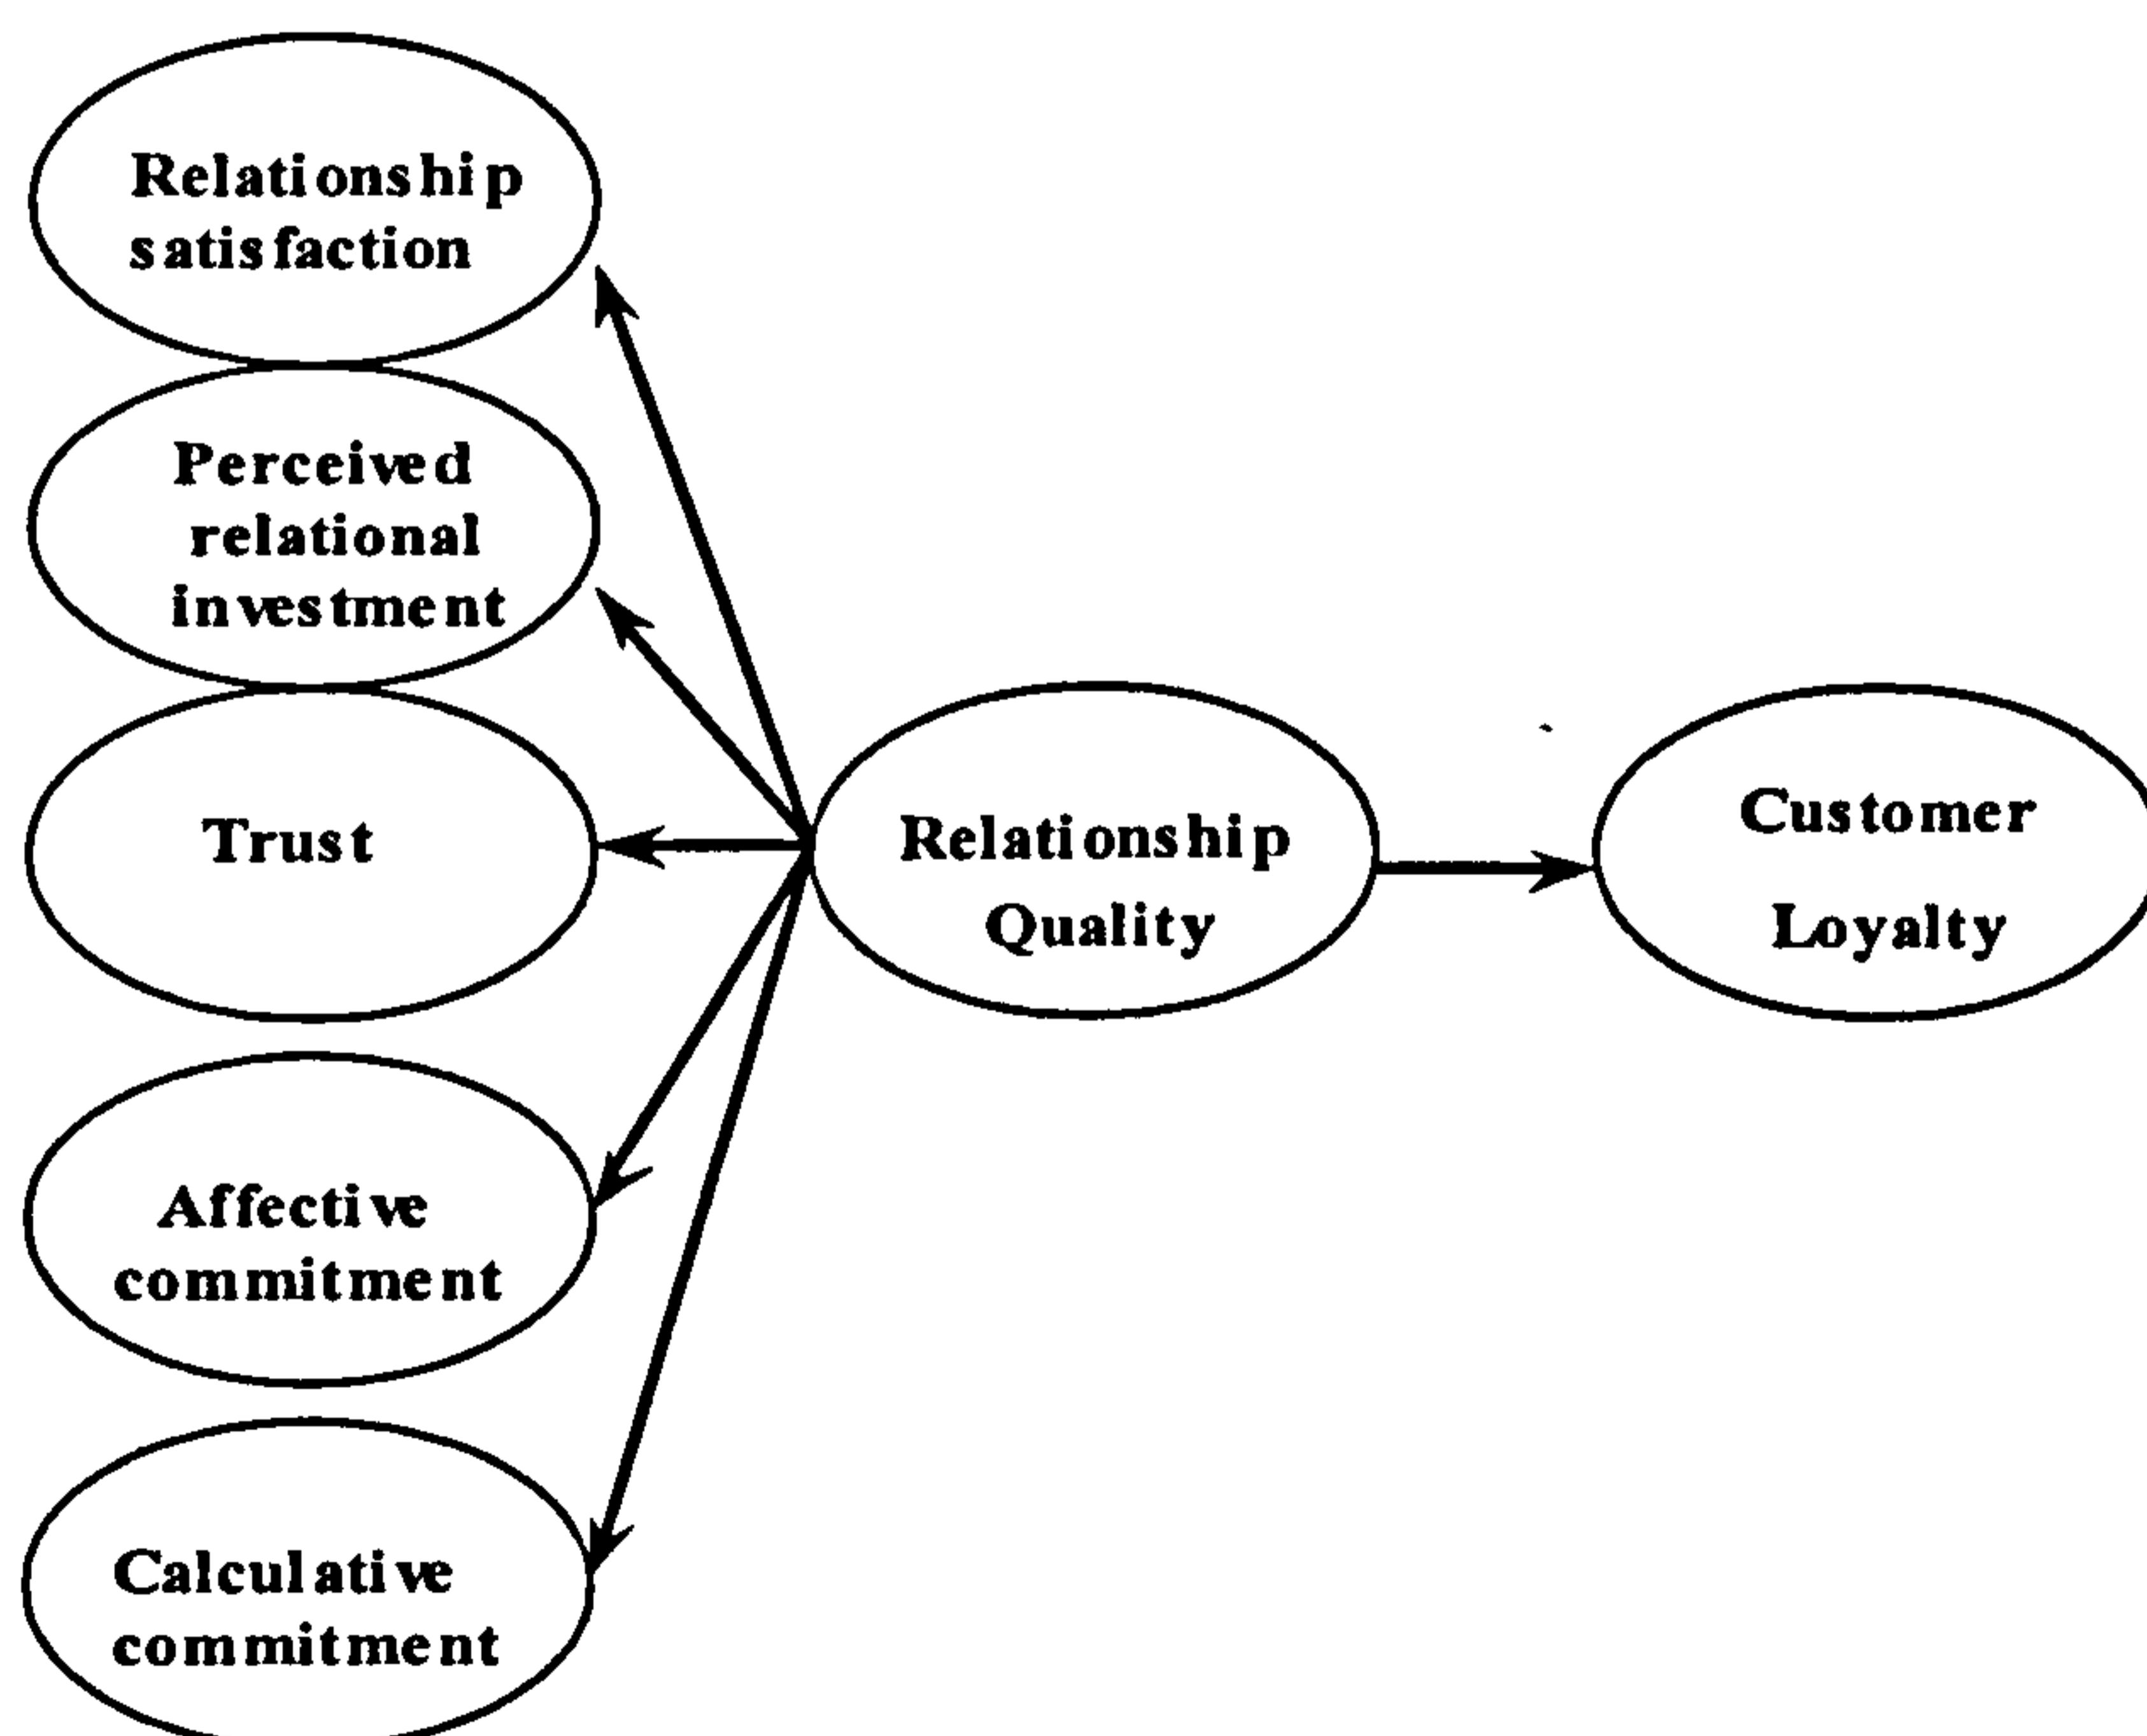 Relationship
satisfaction
Perceived
relational
investment
Trust
Relationship
Quality
Customer
Loyalty
Affective
commitment
Calculative
commitment